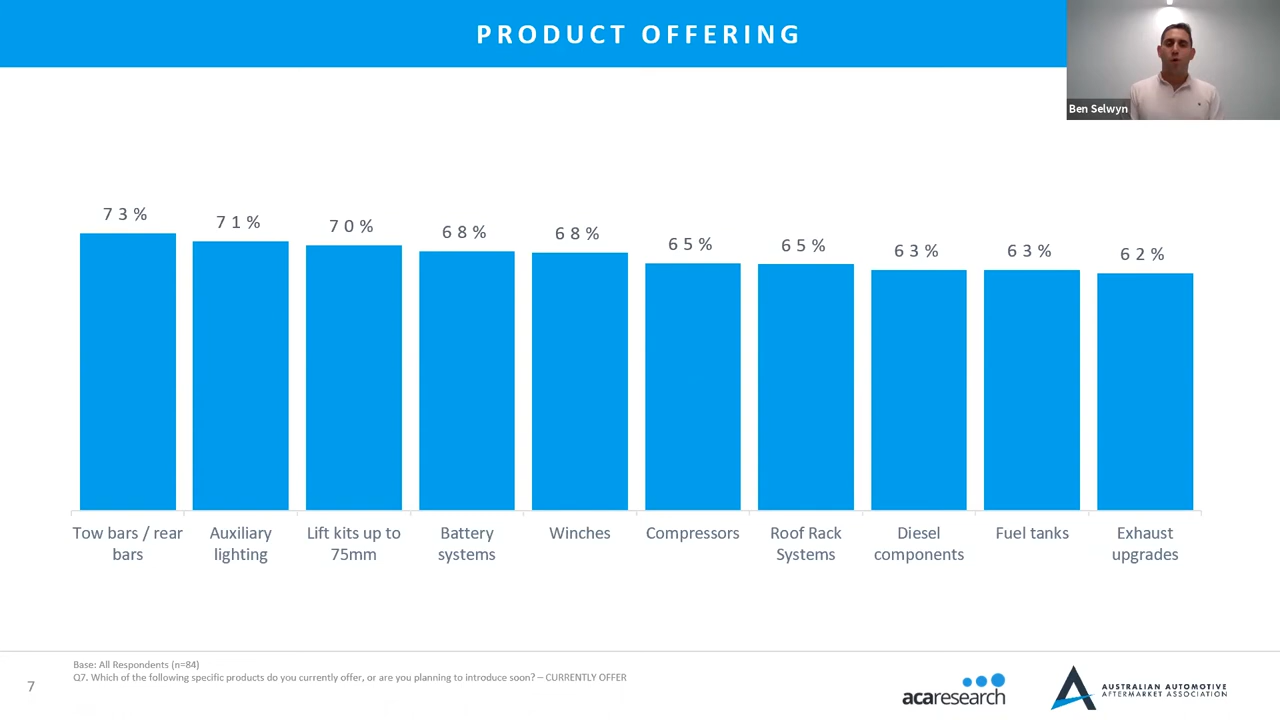 PRODUCT OFFERING
Ben Selwyn
73%
71%
70%
68%
68%
65%
65%
63%
63%
62%
Tow bars / rear
bars
Auxiliary
lighting
Lift kits up to
75mm
Battery
systems
Winches
Compressors
Roof Rack
Systems
Diesel
components
Fuel tanks
Exhaust
upgrades
Base: All Respondents (n=84)
Q7. Which of the following specific products do you currently offer, or are you planning to introduce soon? – CURRENTLY OFFER
7
acaresearch
AUSTRALIAN AUTOMOTIVE
AFTERMARKET ASSOCIATION